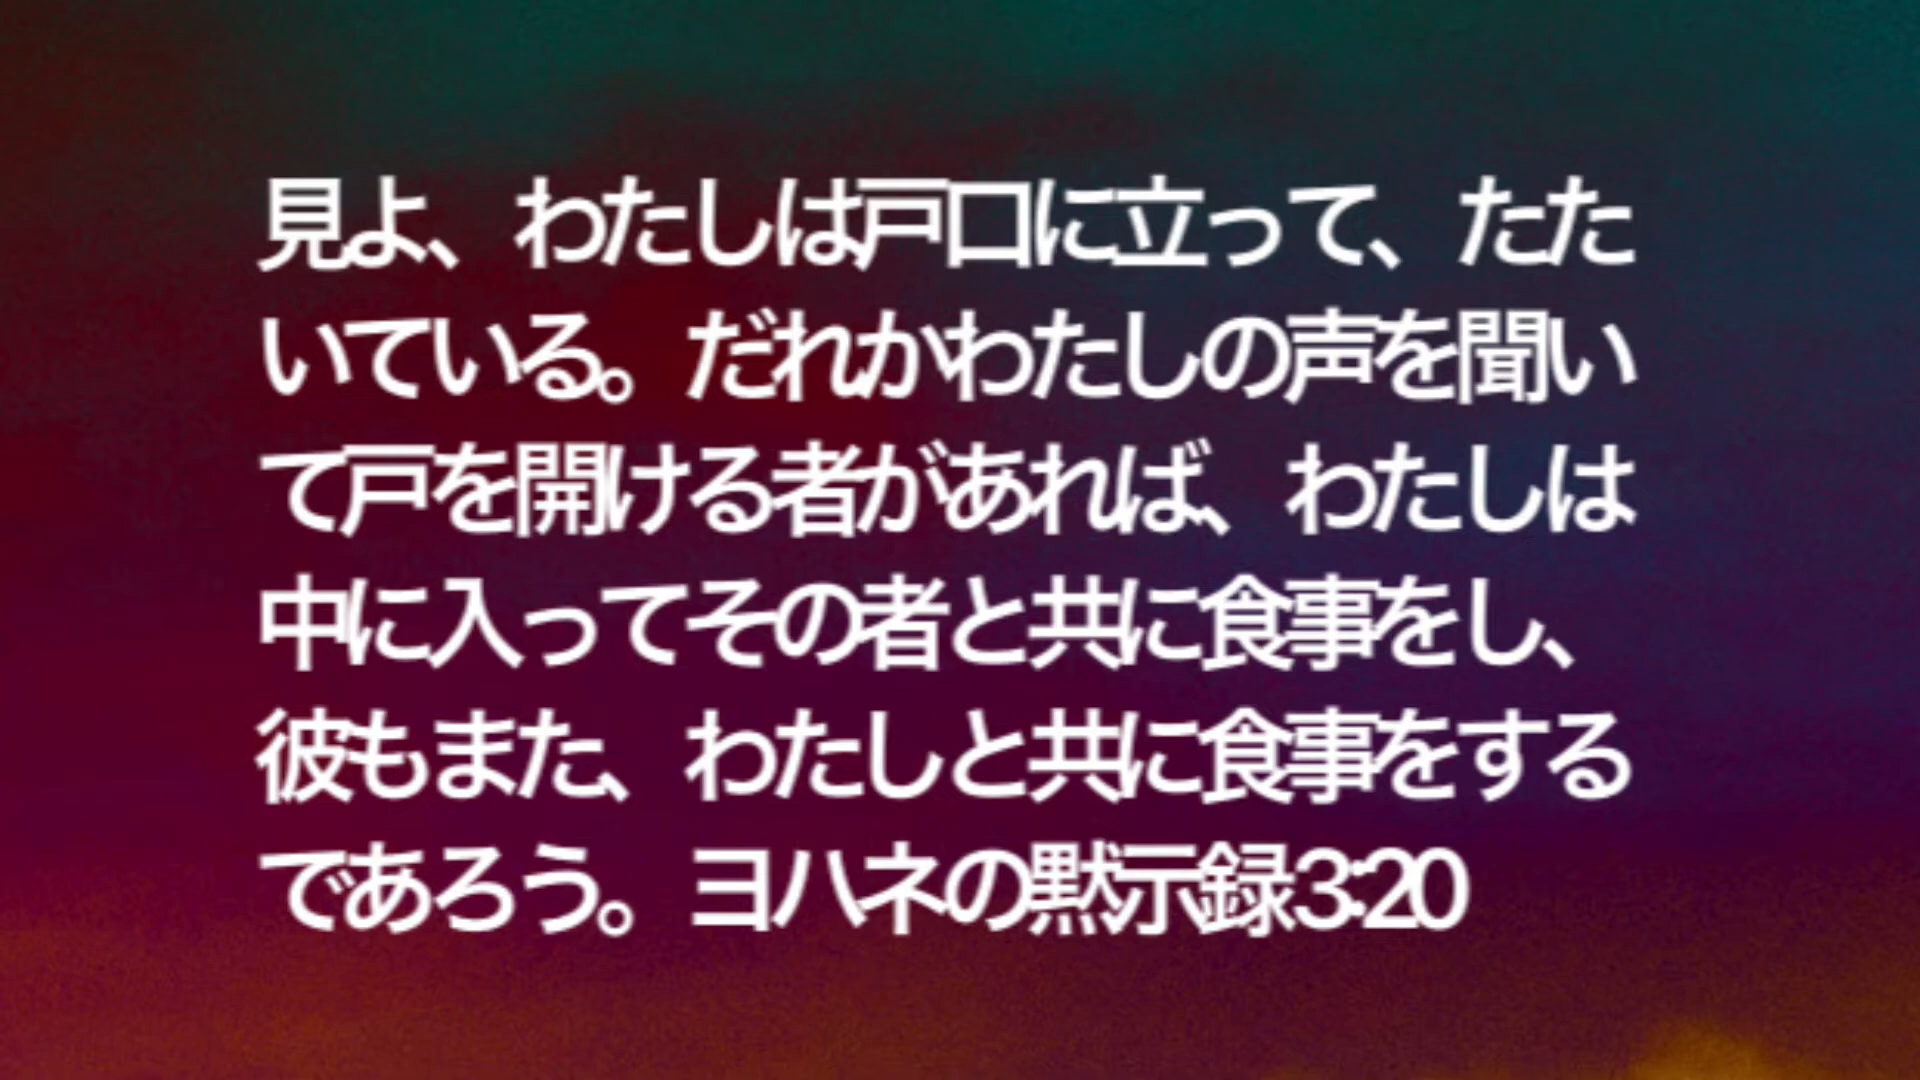 見よ、わたしは戸口に立って、たた
いている。だれかわたしの声を聞い
て戸を開ける者があれば、わたしは
中に入ってその者と共に食事をし、
彼もまた、わたしと共に食事をする
であろう。ヨハネの黙示録3:20